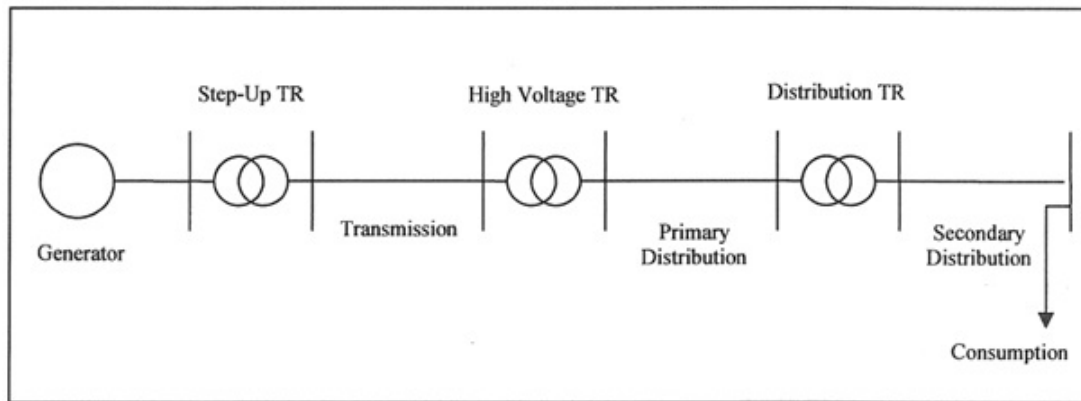 Step-Up TR
High Voltage TR
Distribution TR
Generator
Transmission
Primary
Distribution
Secondary
Distribution
Consumption